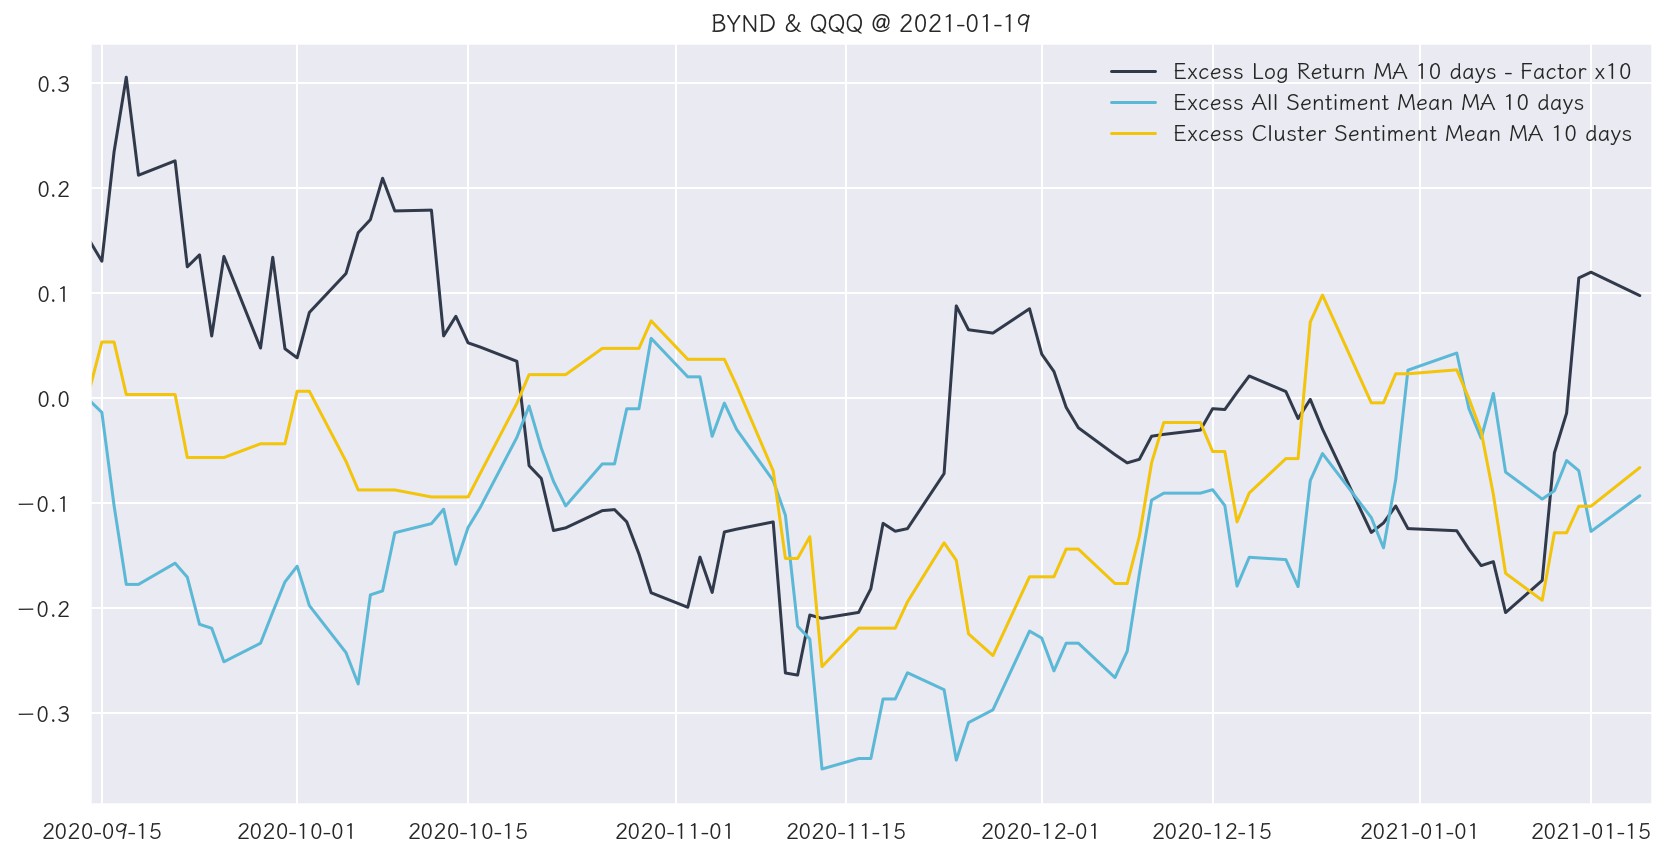 BYND & QQQ @ 2021-01-19
Excess Log Return MA 10 days - Factor x10
Excess All Sentiment Mean MA 10 days
Excess Cluster Sentiment Mean MA 10 days
0.3
0.2
0.1
0.0
−0.1
−0.2
−0.3
2020-09-15 2020-10-01 2020-10-15 2020-11-01 2020-11-15 2020-12-01 2020-12-15 2021-01-01 2021-01-15